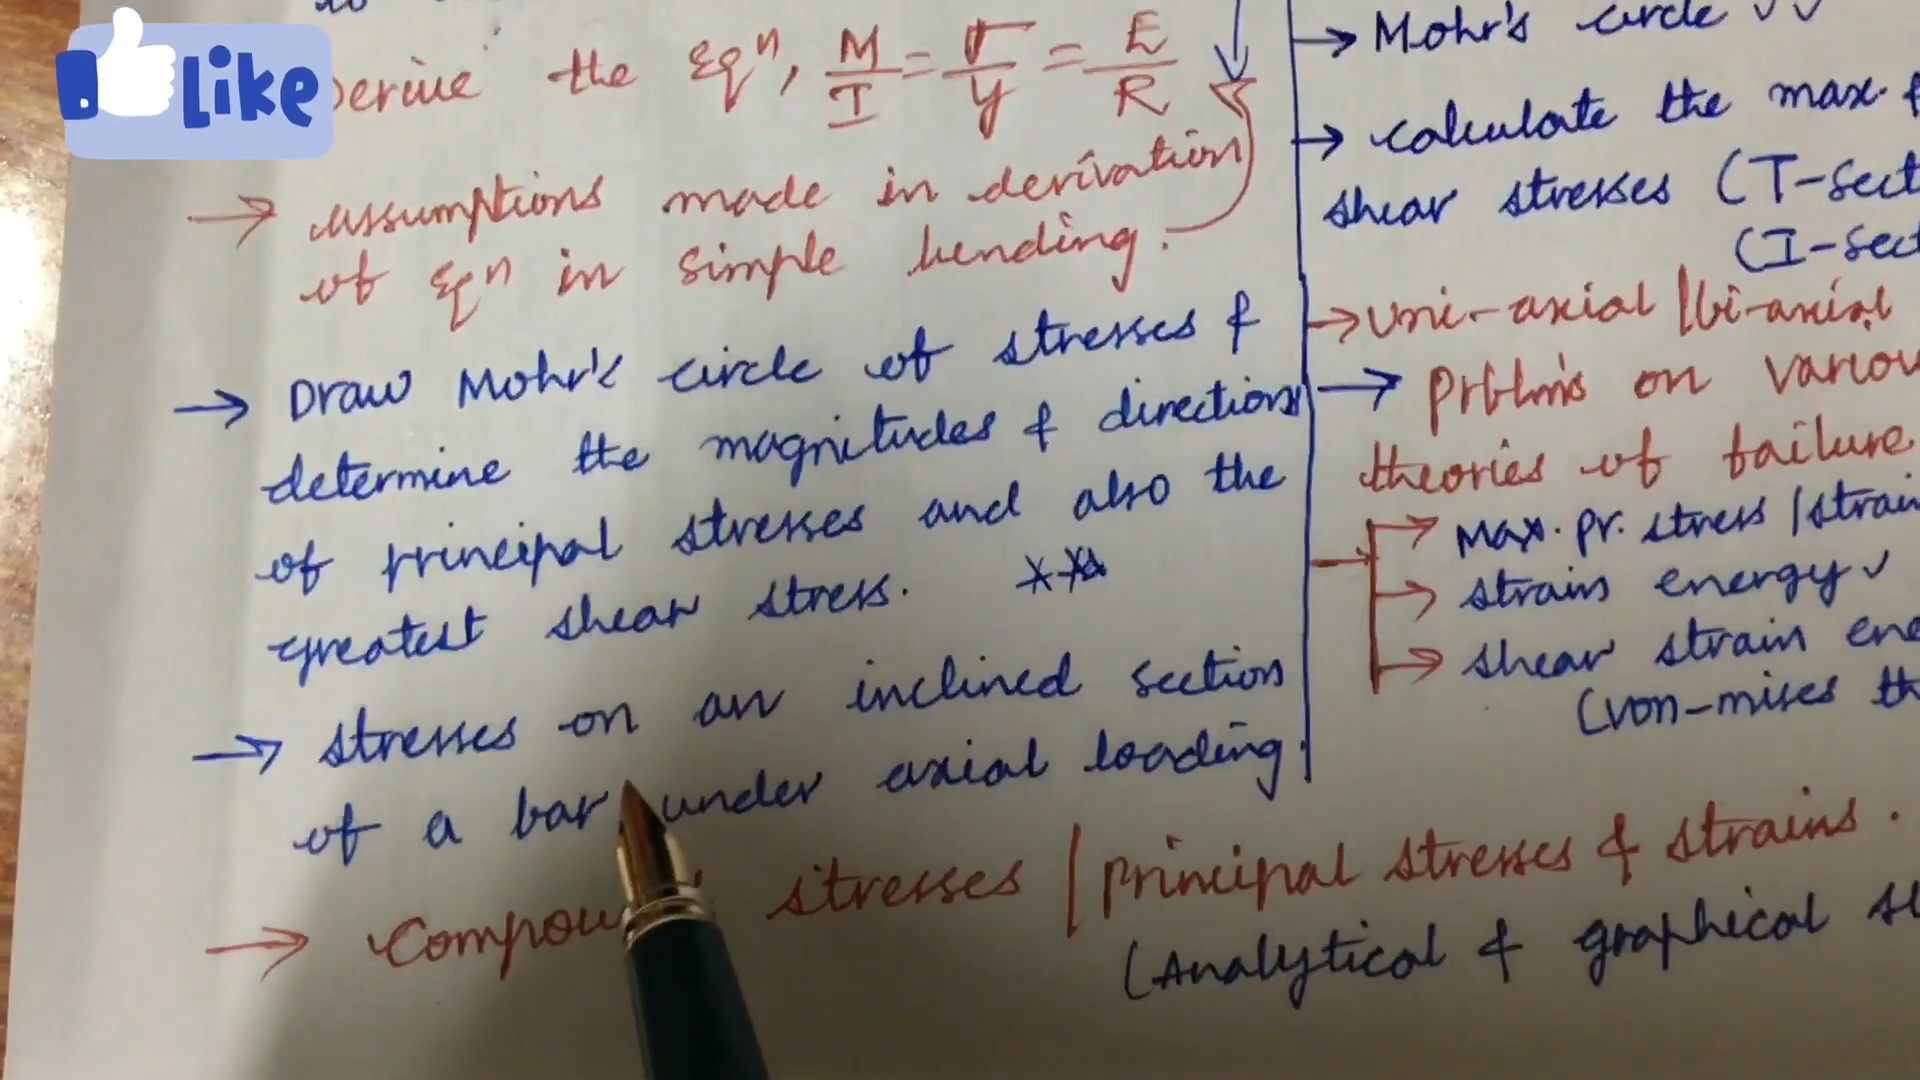 Like
Derive the Eqⁿ, M/I = σ/y = E/R
→ assumptions made in derivation
of Eqⁿ in simple bending.
→ Draw Mohr's circle of stresses &
determine the magnitudes & directions
of principal stresses and also the
greatest shear stress. ***
→ stresses on an inclined section
of a bar under axial loading.
→ Mohr's circle ✓✓
→ calculate the max. &
shear stresses (T-sect
(I-sect
→ uni-axial | bi-axial
→ prblms on variou
theories of failure.
→ Max. pr. stress | strain
→ strain energy ✓
→ shear strain ene
(von-mises th
→ Compou stresses | principal stresses & strains.
(Analytical & graphical